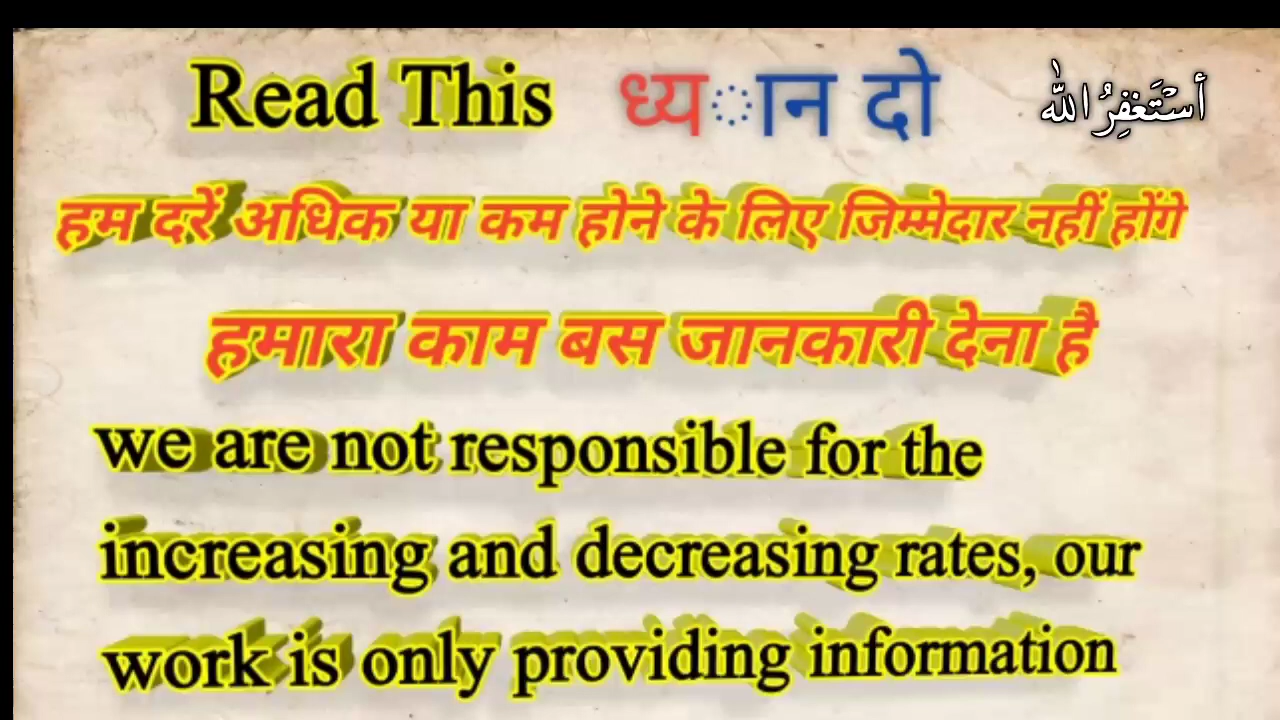 Read This ध्य◌ान दो أَسْتَغْفِرُ اللّٰه
हम दरें अधिक या कम होने के लिए जिम्मेदार नहीं होंगे
हमारा काम बस जानकारी देना है
we are not responsible for the
increasing and decreasing rates, our
work is only providing information